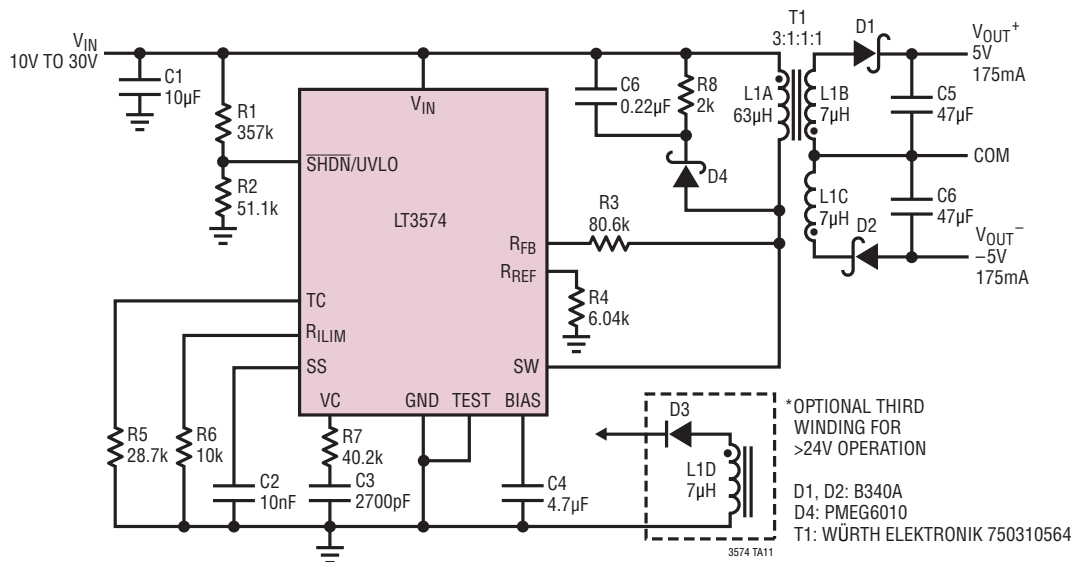 T1
3:1:1:1
D1
VIN
10V TO 30V
VOUT+
5V
175mA
C1
10µF
R1
357k
C6
0.22µF
R8
2k
L1A
63µH
L1B
7µH
C5
47µF
VIN
SHDN/UVLO
D4
COM
R2
51.1k
LT3574
R3
80.6k
L1C
7µH
C6
47µF
D2
VOUT–
–5V
175mA
RFB
RREF
R4
6.04k
TC
RILIM
SS
SW
VC
GND
TEST
BIAS
R5
28.7k
R6
10k
R7
40.2k
C2
10nF
C3
2700pF
C4
4.7µF
D3
L1D
7µH
*OPTIONAL THIRD
WINDING FOR
>24V OPERATION
D1, D2: B340A
D4: PMEG6010
T1: WÜRTH ELEKTRONIK 750310564
3574 TA11